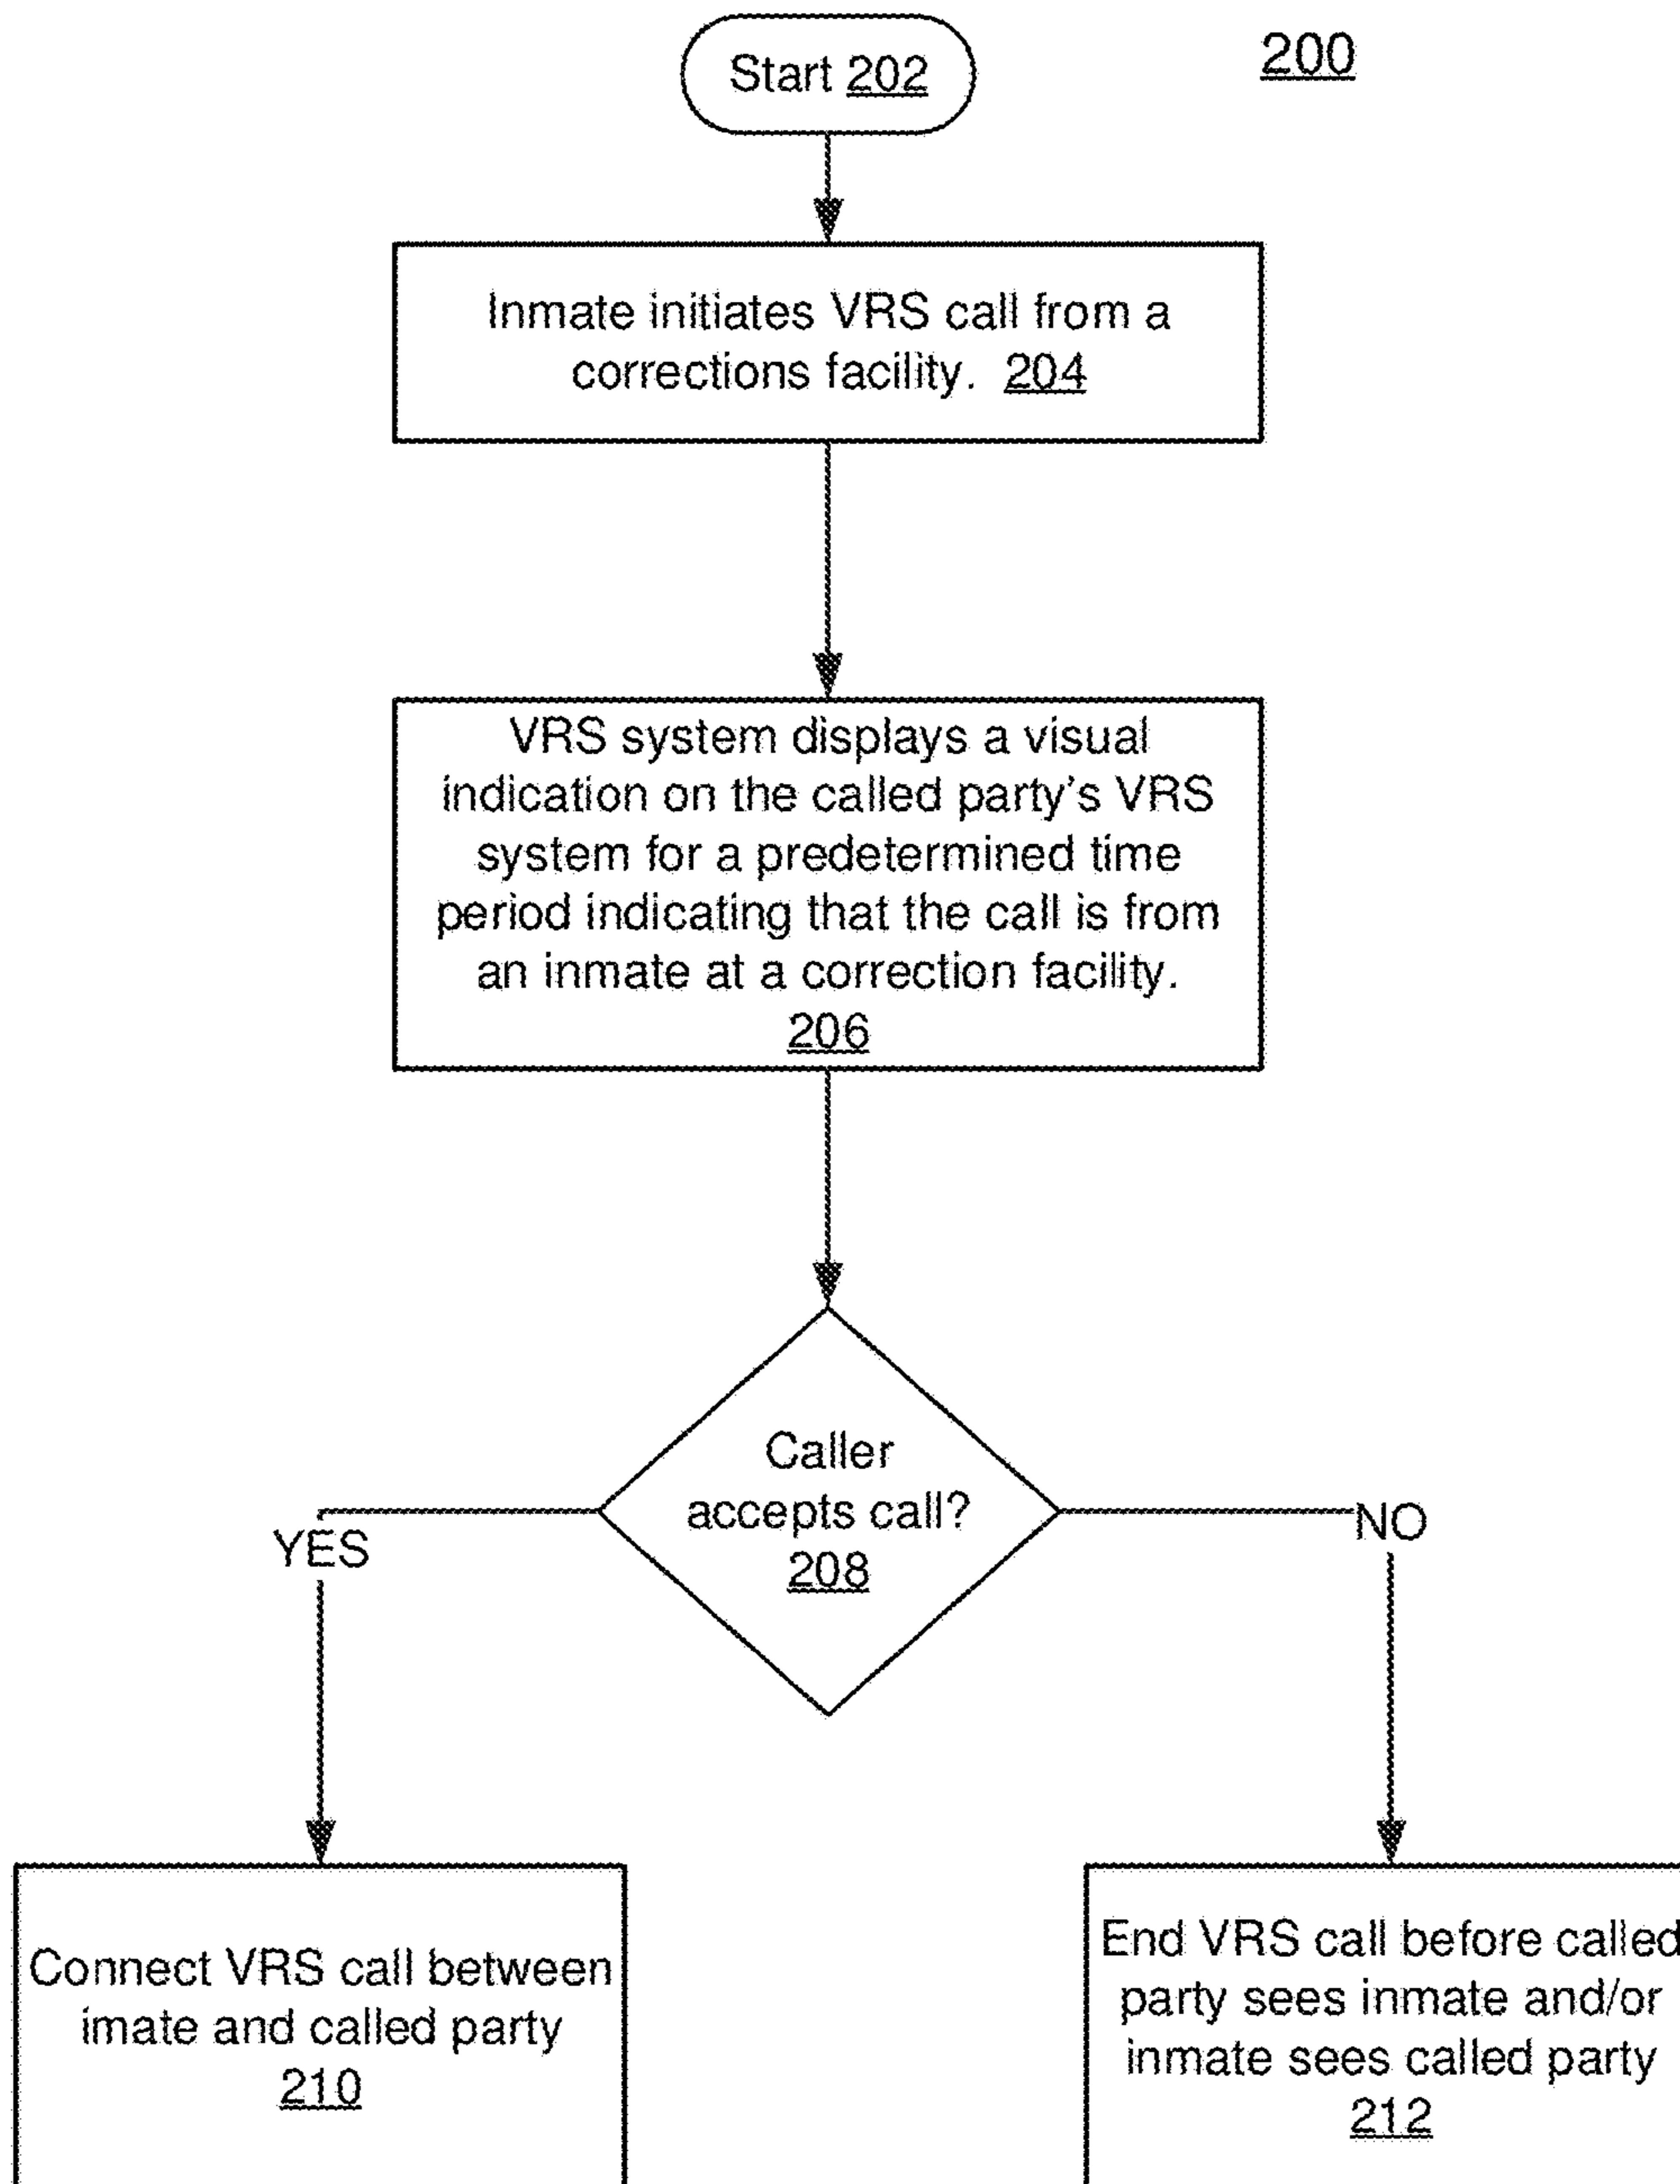 200
Start 202
Inmate initiates VRS call from a
corrections facility. 204
VRS system displays a visual
indication on the called party's VRS
system for a predetermined time
period indicating that the call is from
an inmate at a correction facility.
206
Caller
accepts call?
208
YES
NO
Connect VRS call between
imate and called party
210
End VRS call before called
party sees inmate and/or
inmate sees called party
212